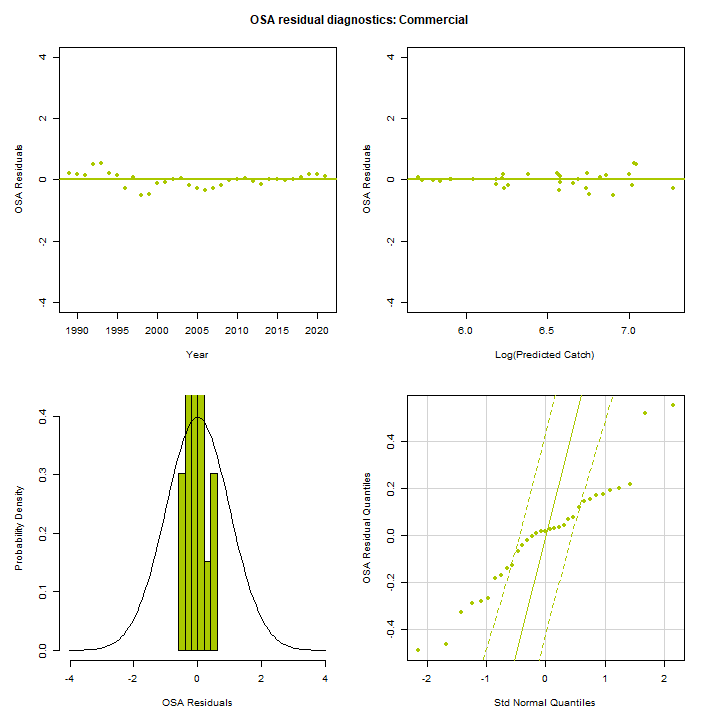 OSA residual diagnostics: Commercial
OSA Residuals
4
2
0
-2
-4
1990 1995 2000 2005 2010 2015 2020
Year
OSA Residuals
4
2
0
-2
-4
6.0 6.5 7.0
Log(Predicted Catch)
Probability Density
0.4
0.3
0.2
0.1
0.0
-4 -2 0 2 4
OSA Residuals
OSA Residual Quantiles
0.4
0.2
0.0
-0.2
-0.4
-2 -1 0 1 2
Std Normal Quantiles